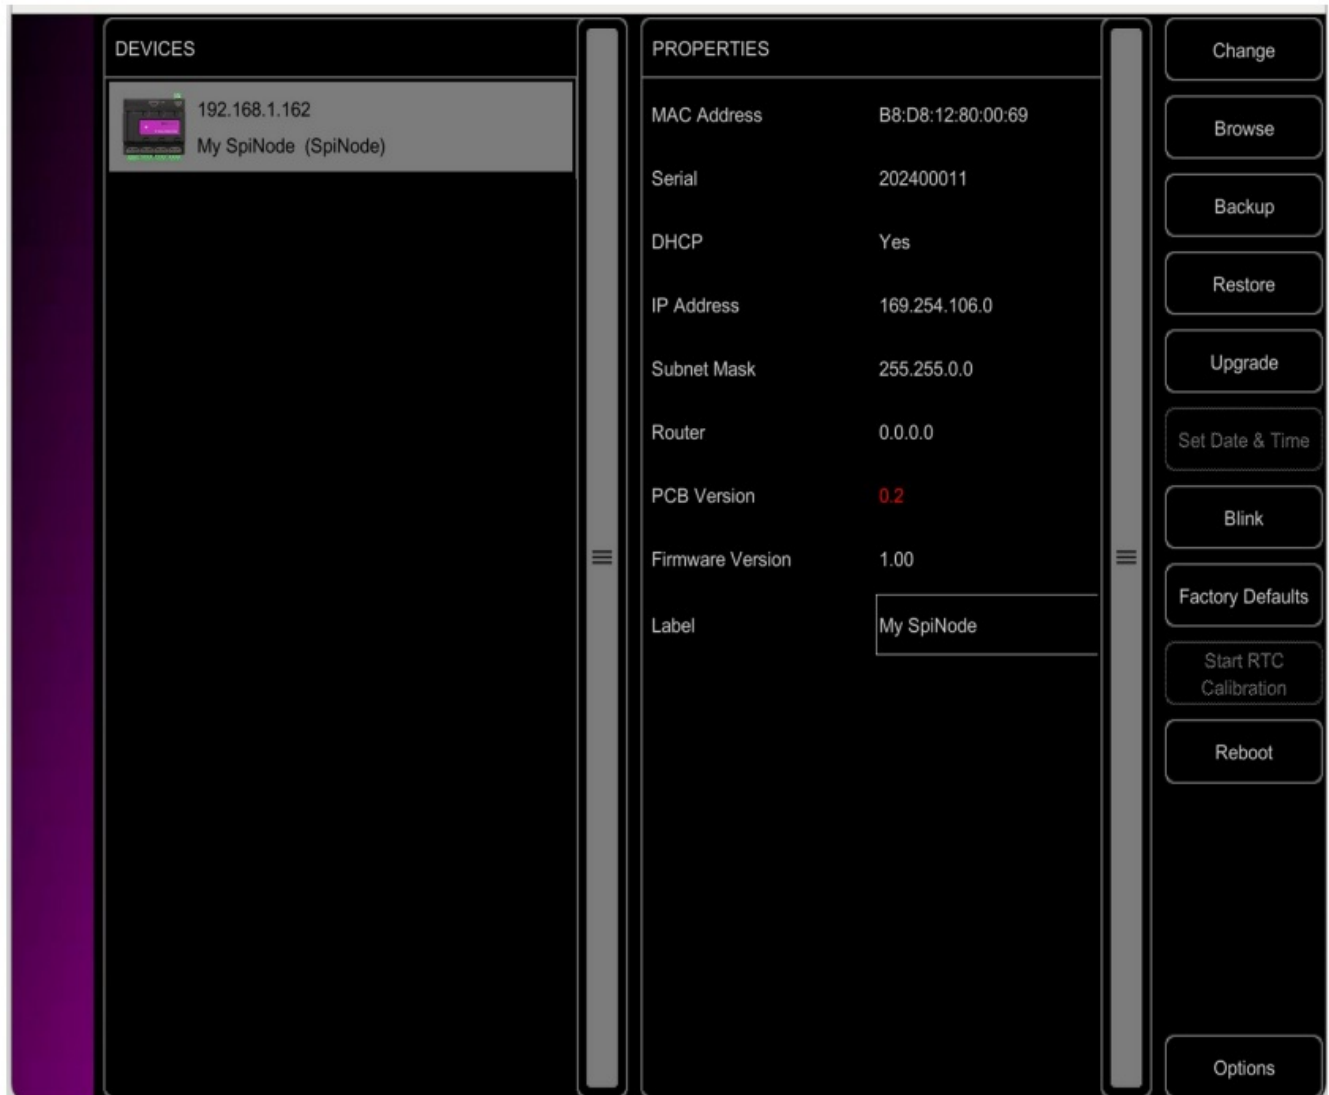 DEVICES
192.168.1.162
My SpiNode (SpiNode)
PROPERTIES
MAC Address B8:D8:12:80:00:69
Serial 202400011
DHCP Yes
IP Address 169.254.106.0
Subnet Mask 255.255.0.0
Router 0.0.0.0
PCB Version 0.2
Firmware Version 1.00
Label My SpiNode
Change
Browse
Backup
Restore
Upgrade
Set Date & Time
Blink
Factory Defaults
Start RTC
Calibration
Reboot
Options